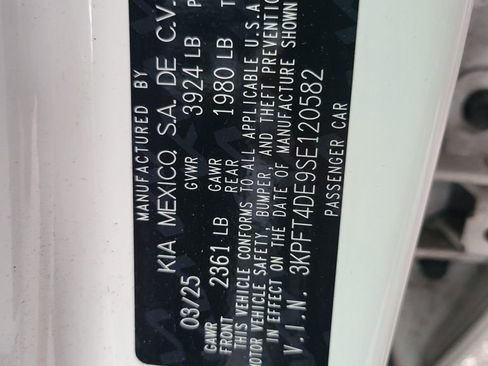 MANUFACTURED BY
KIA MEXICO, S.A. DE C.V.
03/25 GVWR 3924 LB
GAWR FRONT 2361 LB GAWR REAR 1980 LB
THIS VEHICLE CONFORMS TO ALL APPLICABLE U.S.A.
MOTOR VEHICLE SAFETY, BUMPER, AND THEFT PREVENTION
IN EFFECT ON THE DATE OF MANUFACTURE SHOWN
V.I.N. 3KPFT4DE9SE120582
PASSENGER CAR